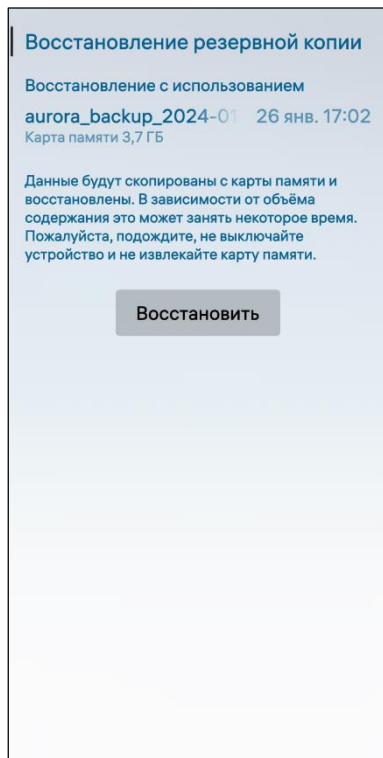 Восстановление резервной копии
Восстановление с использованием
aurora_backup_2024-01 26 янв. 17:02
Карта памяти 3,7 ГБ
Данные будут скопированы с карты памяти и
восстановлены. В зависимости от объёма
содержания это может занять некоторое время.
Пожалуйста, подождите, не выключайте
устройство и не извлекайте карту памяти.
Восстановить